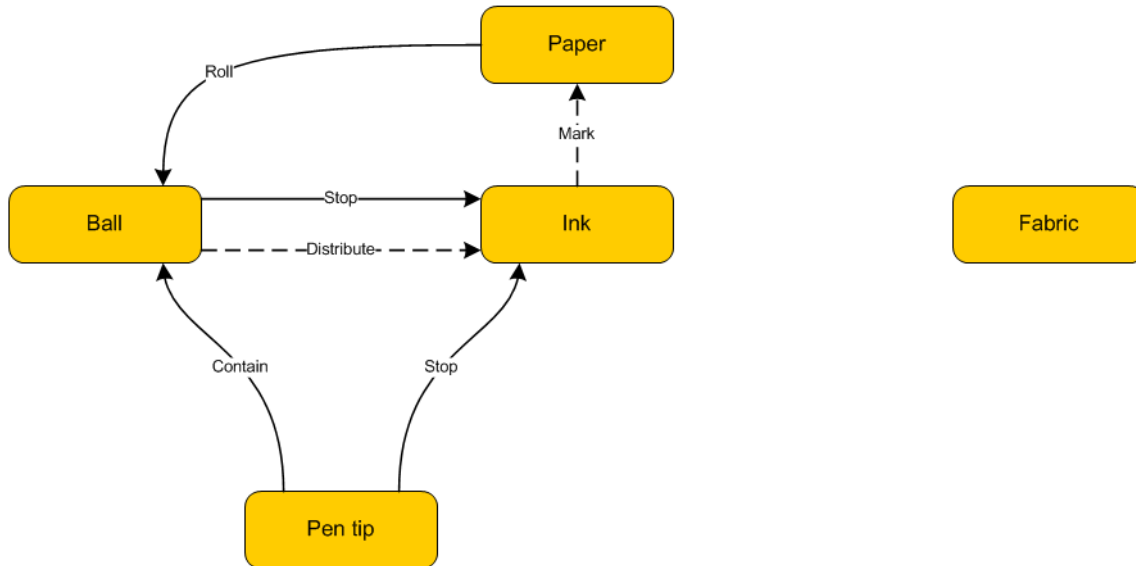 Paper
Roll
Mark
Ball
Stop
Ink
Fabric
Distribute
Contain
Stop
Pen tip